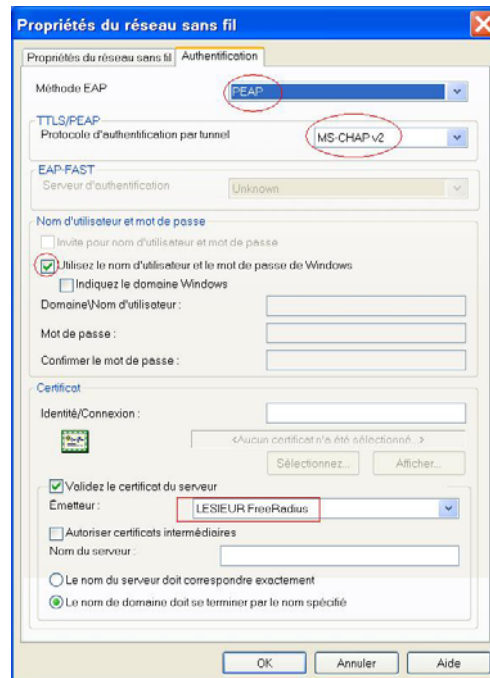 Propriétés du réseau sans fil
Propriétés du réseau sans fil Authentification
Méthode EAP PEAP
TTLS/PEAP
Protocole d'authentification par tunnel MS-CHAP v2
EAP-FAST
Serveur d'authentification Unknown
Nom d'utilisateur et mot de passe
Invite pour nom d'utilisateur et mot de passe
Utilisez le nom d'utilisateur et le mot de passe de Windows
Indiquez le domaine Windows
Domaine\Nom d'utilisateur :
Mot de passe :
Confirmer le mot de passe :
Certificat
Identité/Connexion :
<Aucun certificat n'a été sélectionné...>
Sélectionnez... Afficher...
Validez le certificat du serveur
Émetteur : LESIEUR FreeRadius
Autoriser certificats intermédiaires
Nom du serveur :
Le nom du serveur doit correspondre exactement
Le nom de domaine doit se terminer par le nom spécifié
OK Annuler Aide